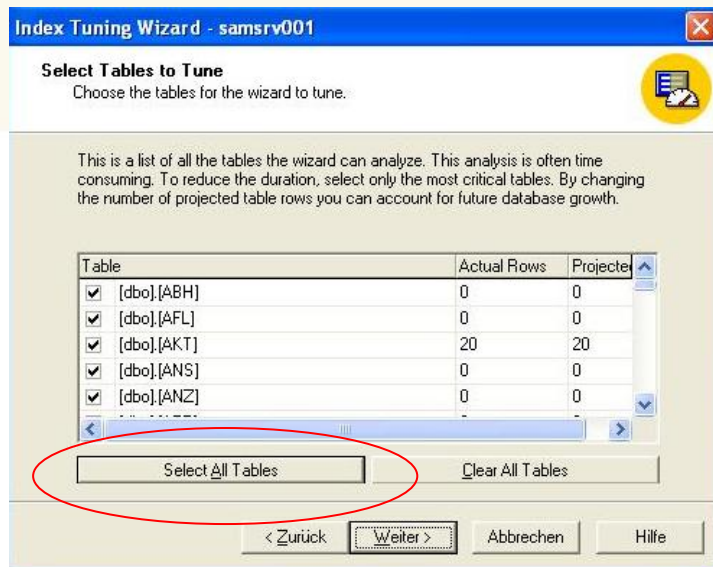 Index Tuning Wizard - samsrv001
Select Tables to Tune
Choose the tables for the wizard to tune.
This is a list of all the tables the wizard can analyze. This analysis is often time
consuming. To reduce the duration, select only the most critical tables. By changing
the number of projected table rows you can account for future database growth.
Table Actual Rows Projected
[dbo].[ABH] 0 0
[dbo].[AFL] 0 0
[dbo].[AKT] 20 20
[dbo].[ANS] 0 0
[dbo].[ANZ] 0 0
Select All Tables Clear All Tables
< Zurück Weiter > Abbrechen Hilfe